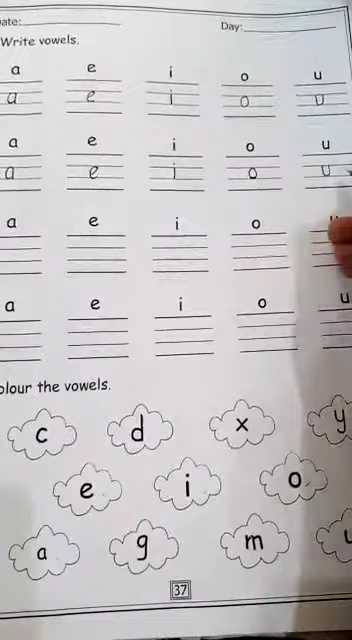 ate: Day:
Write vowels.
a e i o u
a e i o u
a e i o u
a e i o u
a e i o
a e i o u
olour the vowels.
c d x y
e i o
a g m
37